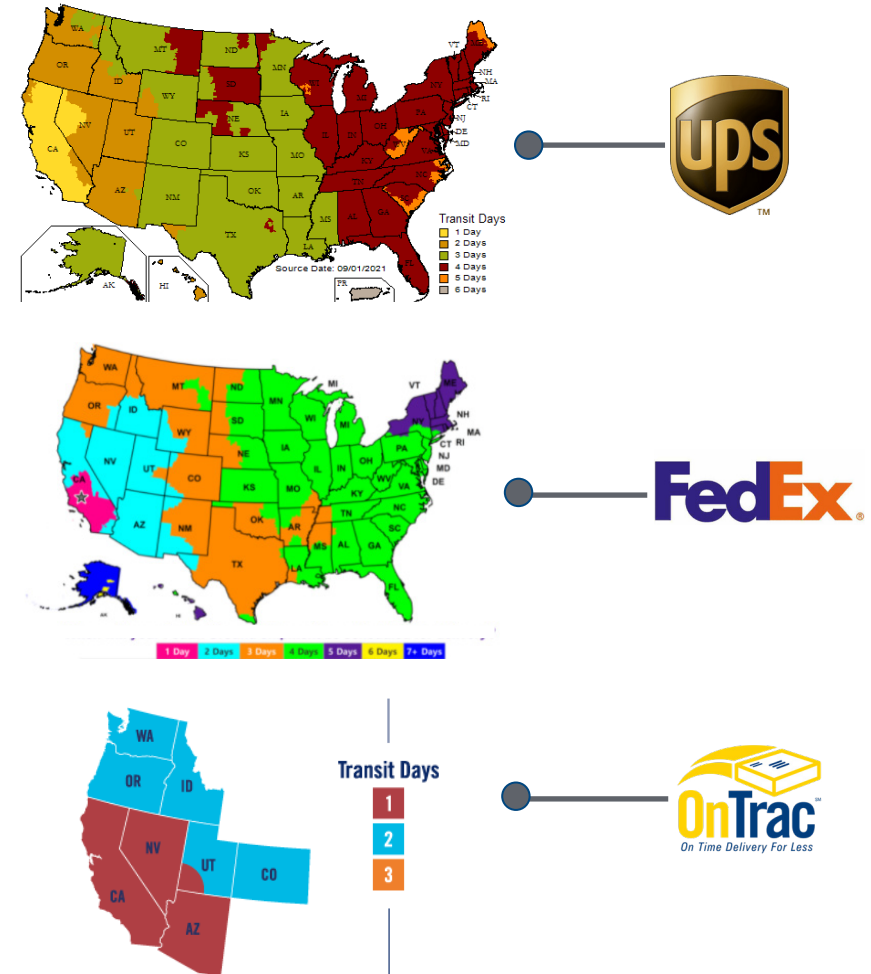 WA
MT
ND
MN
OR
ID
WY
SD
WI
MI
NY
VT
ME
NH
MA
RI
CT
NJ
DE
MD
PA
NV
UT
CA
CO
NE
IA
IL
IN
OH
WV
VA
KS
MO
KY
TN
NC
SC
AZ
NM
OK
AR
TX
LA
MS
AL
GA
FL
AK
HI
PR
Source Date: 09/01/2021
Transit Days
1 Day
2 Days
3 Days
4 Days
5 Days
6 Days
ups
TM
WA
MT
ND
MN
MI
VT
ME
OR
ID
SD
WI
MI
NY
NH
MA
WY
CT
RI
NV
UT
NE
IA
PA
NJ
CA
CO
IL
IN
OH
MD
WV
VA
DE
KS
MO
KY
AZ
NM
OK
AR
TN
NC
SC
TX
LA
MS
AL
GA
FL
1 Day
2 Days
3 Days
4 Days
5 Days
6 Days
7+ Days
FedEx®
WA
OR
ID
NV
UT
CO
CA
AZ
Transit Days
1
2
3
OnTrac
SM
On Time Delivery For Less